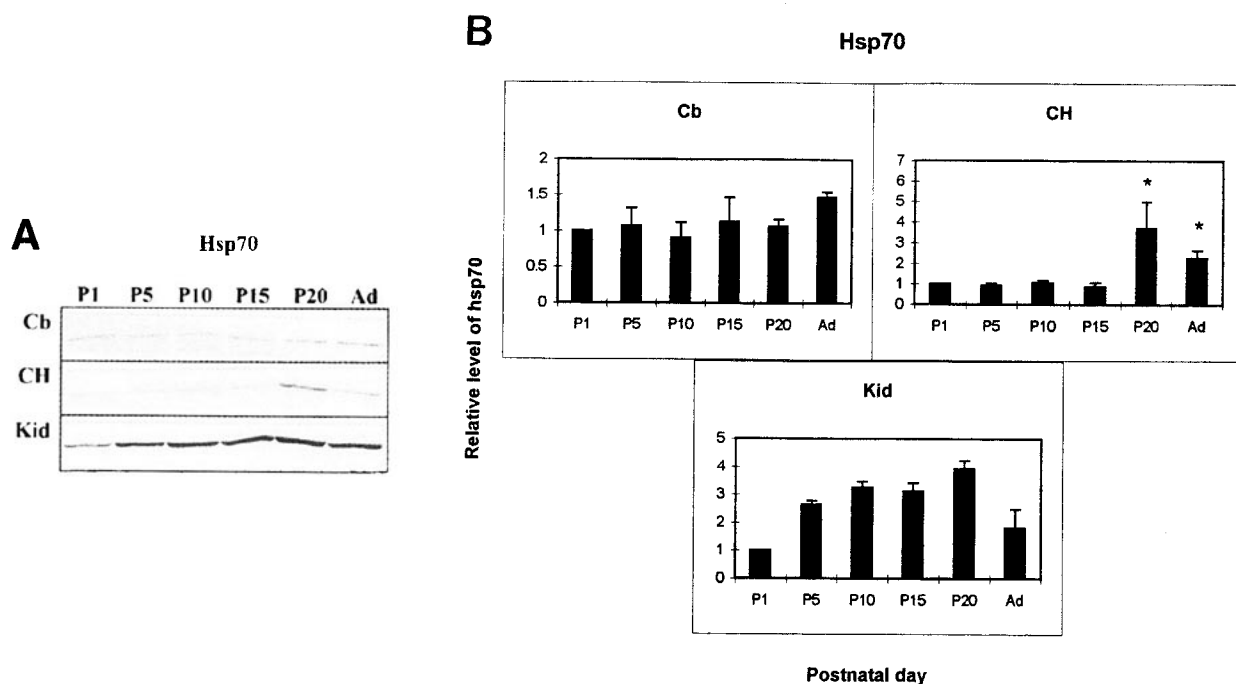 A
Hsp70
P1 P5 P10 P15 P20 Ad
Cb
CH
Kid
B
Hsp70
Relative level of hsp70
Cb
2
1.5
1
0.5
0
P1 P5 P10 P15 P20 Ad
CH
7
6
5
4
3
2
1
0
* *
P1 P5 P10 P15 P20 Ad
Kid
5
4
3
2
1
0
P1 P5 P10 P15 P20 Ad
Postnatal day